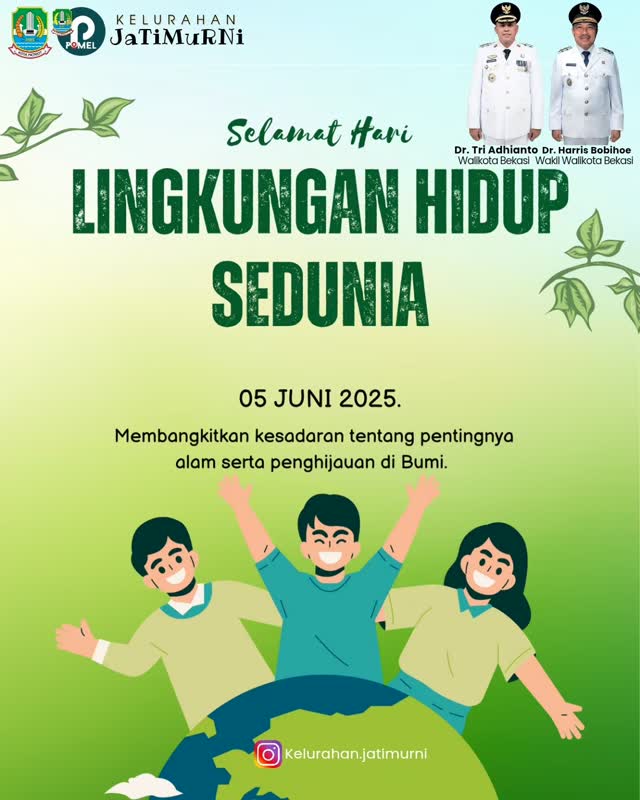 KELURAHAN
JaTiMuRNi
POMEL
Dr. Tri Adhianto
Walikota Bekasi
Dr. Harris Bobihoe
Wakil Walikota Bekasi
Selamat Hari
LINGKUNGAN HIDUP
SEDUNIA
05 JUNI 2025.
Membangkitkan kesadaran tentang pentingnya
alam serta penghijauan di Bumi.
Kelurahan.jatimurni